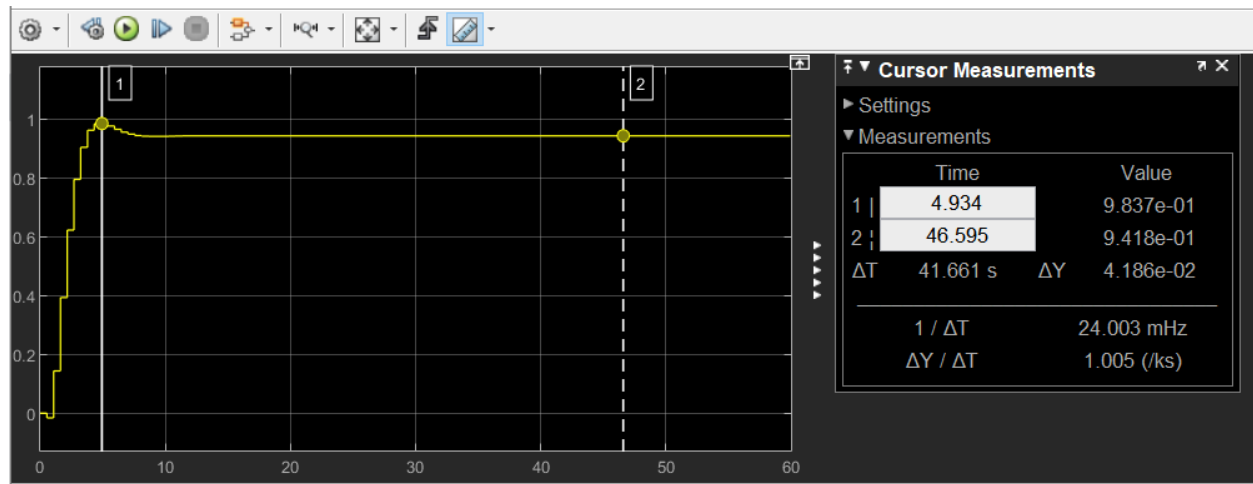 1
2
1
0.8
0.6
0.4
0.2
0
0 10 20 30 40 50 60
Cursor Measurements
Settings
Measurements
Time Value
1 | 4.934 9.837e-01
2 ¦ 46.595 9.418e-01
ΔT 41.661 s ΔY 4.186e-02
1 / ΔT 24.003 mHz
ΔY / ΔT 1.005 (/ks)